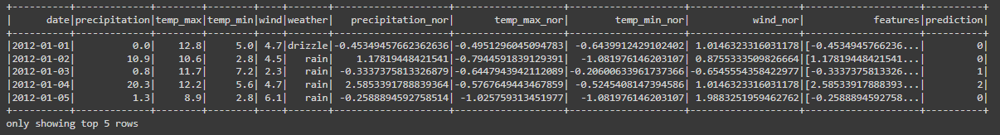 +----------+-------------+--------+--------+----+-------+--------------------+-------------------+--------------------+-------------------+--------------------+----------+
|      date|precipitation|temp_max|temp_min|wind|weather|   precipitation_nor|       temp_max_nor|        temp_min_nor|           wind_nor|            features|prediction|
+----------+-------------+--------+--------+----+-------+--------------------+-------------------+--------------------+-------------------+--------------------+----------+
|2012-01-01|          0.0|    12.8|     5.0| 4.7|drizzle|-0.45349457662362636|-0.4951296045094783| -0.6439912429102402| 1.0146323316031178|[-0.4534945766236...|         0|
|2012-01-02|         10.9|    10.6|     2.8| 4.5|   rain|    1.17819448421541|-0.7944591839129391|  -1.081976146203107| 0.8755333509826664|[1.17819448421541...|         0|
|2012-01-03|          0.8|    11.7|     7.2| 2.3|   rain| -0.3337375813326879|-0.6447943942112089|-0.20600633961737366|-0.6545554358422977|[-0.3337375813326...|         1|
|2012-01-04|         20.3|    12.2|     5.6| 4.7|   rain|  2.5853391788839364|-0.5767649443467859| -0.5245408147394586| 1.0146323316031178|[2.58533917888393...|         2|
|2012-01-05|          1.3|     8.9|     2.8| 6.1|   rain| -0.2588894592758514| -1.025759313451977|  -1.081976146203107| 1.9883251959462762|[-0.2588894592758...|         0|
+----------+-------------+--------+--------+----+-------+--------------------+-------------------+--------------------+-------------------+--------------------+----------+
only showing top 5 rows